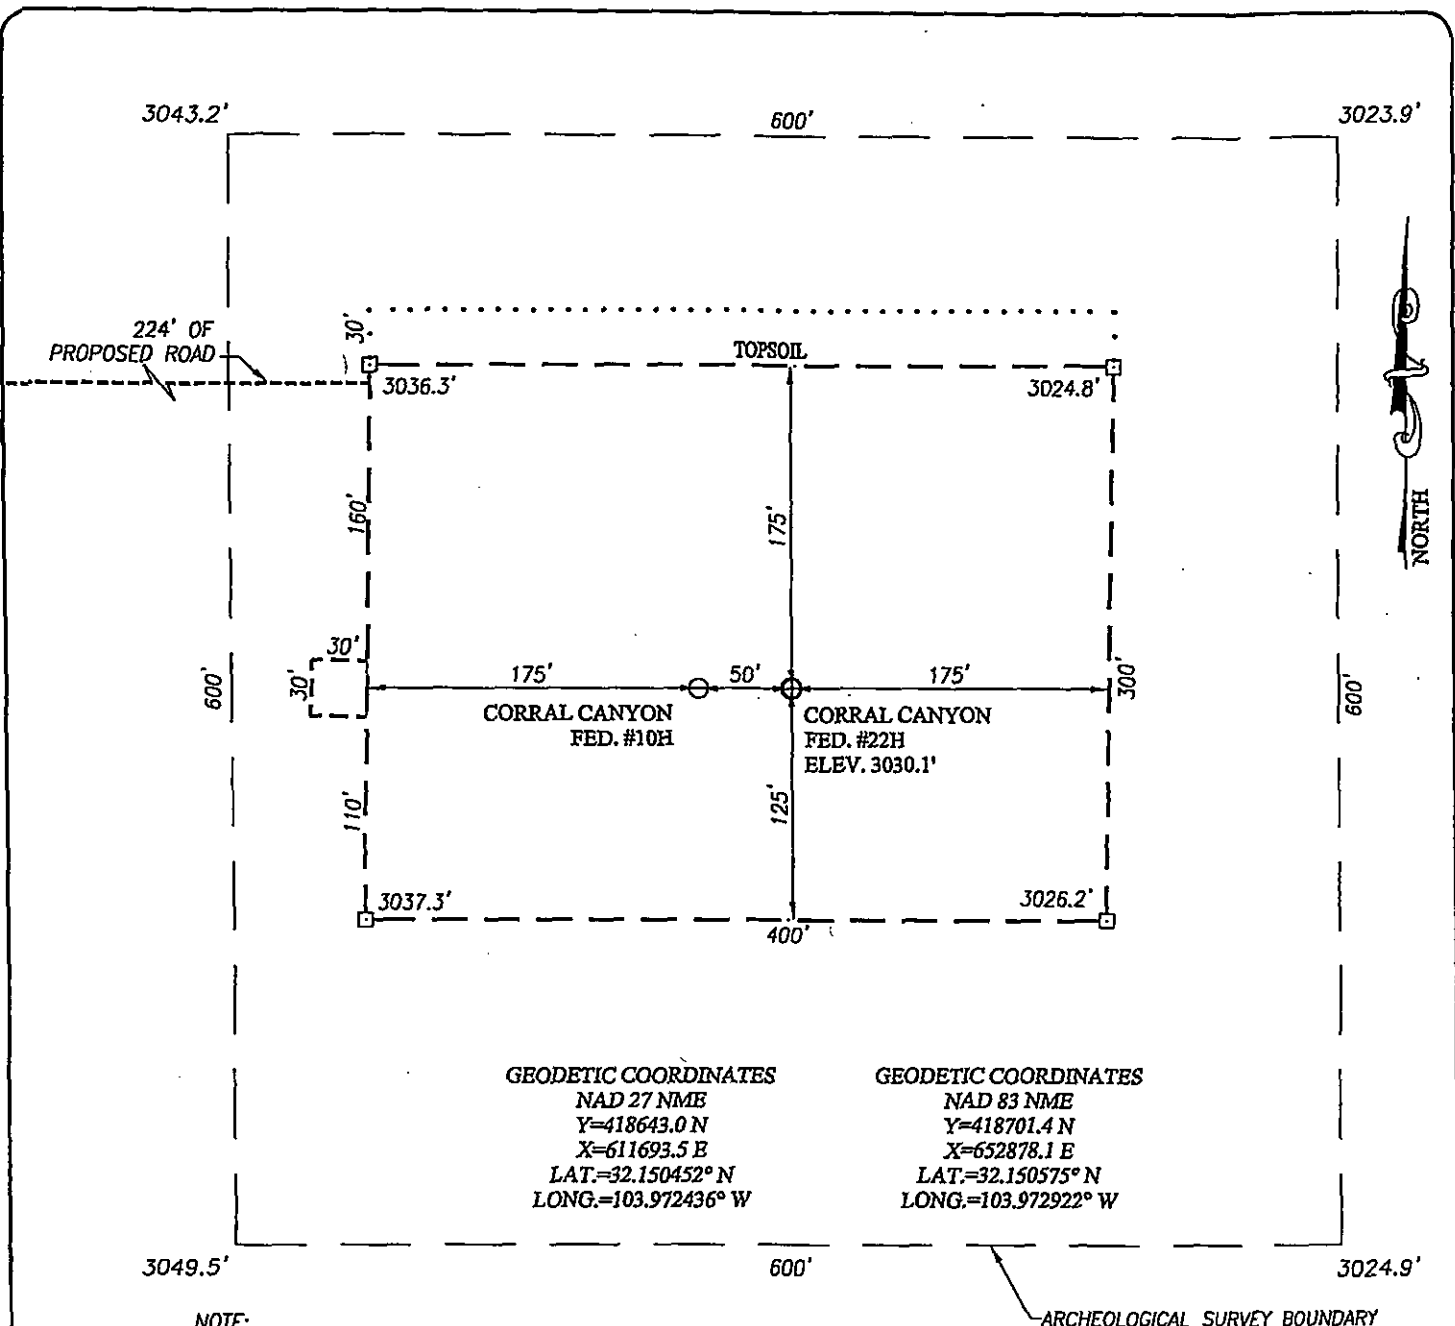 3043.2'
600'
3023.9'
224' OF
PROPOSED ROAD
30'
TOPSOIL
3036.3'
3024.8'
NORTH
160'
175'
30'
30'
600'
175'
50'
175'
300'
600'
CORRAL CANYON
FED. #10H
CORRAL CANYON
FED. #22H
ELEV. 3030.1'
110'
125'
3037.3'
3026.2'
400'
GEODETIC COORDINATES
NAD 27 NME
Y=418643.0 N
X=611693.5 E
LAT.=32.150452° N
LONG.=103.972436° W
GEODETIC COORDINATES
NAD 83 NME
Y=418701.4 N
X=652878.1 E
LAT.=32.150575° N
LONG.=103.972922° W
3049.5'
600'
3024.9'
NOTE:
ARCHEOLOGICAL SURVEY BOUNDARY